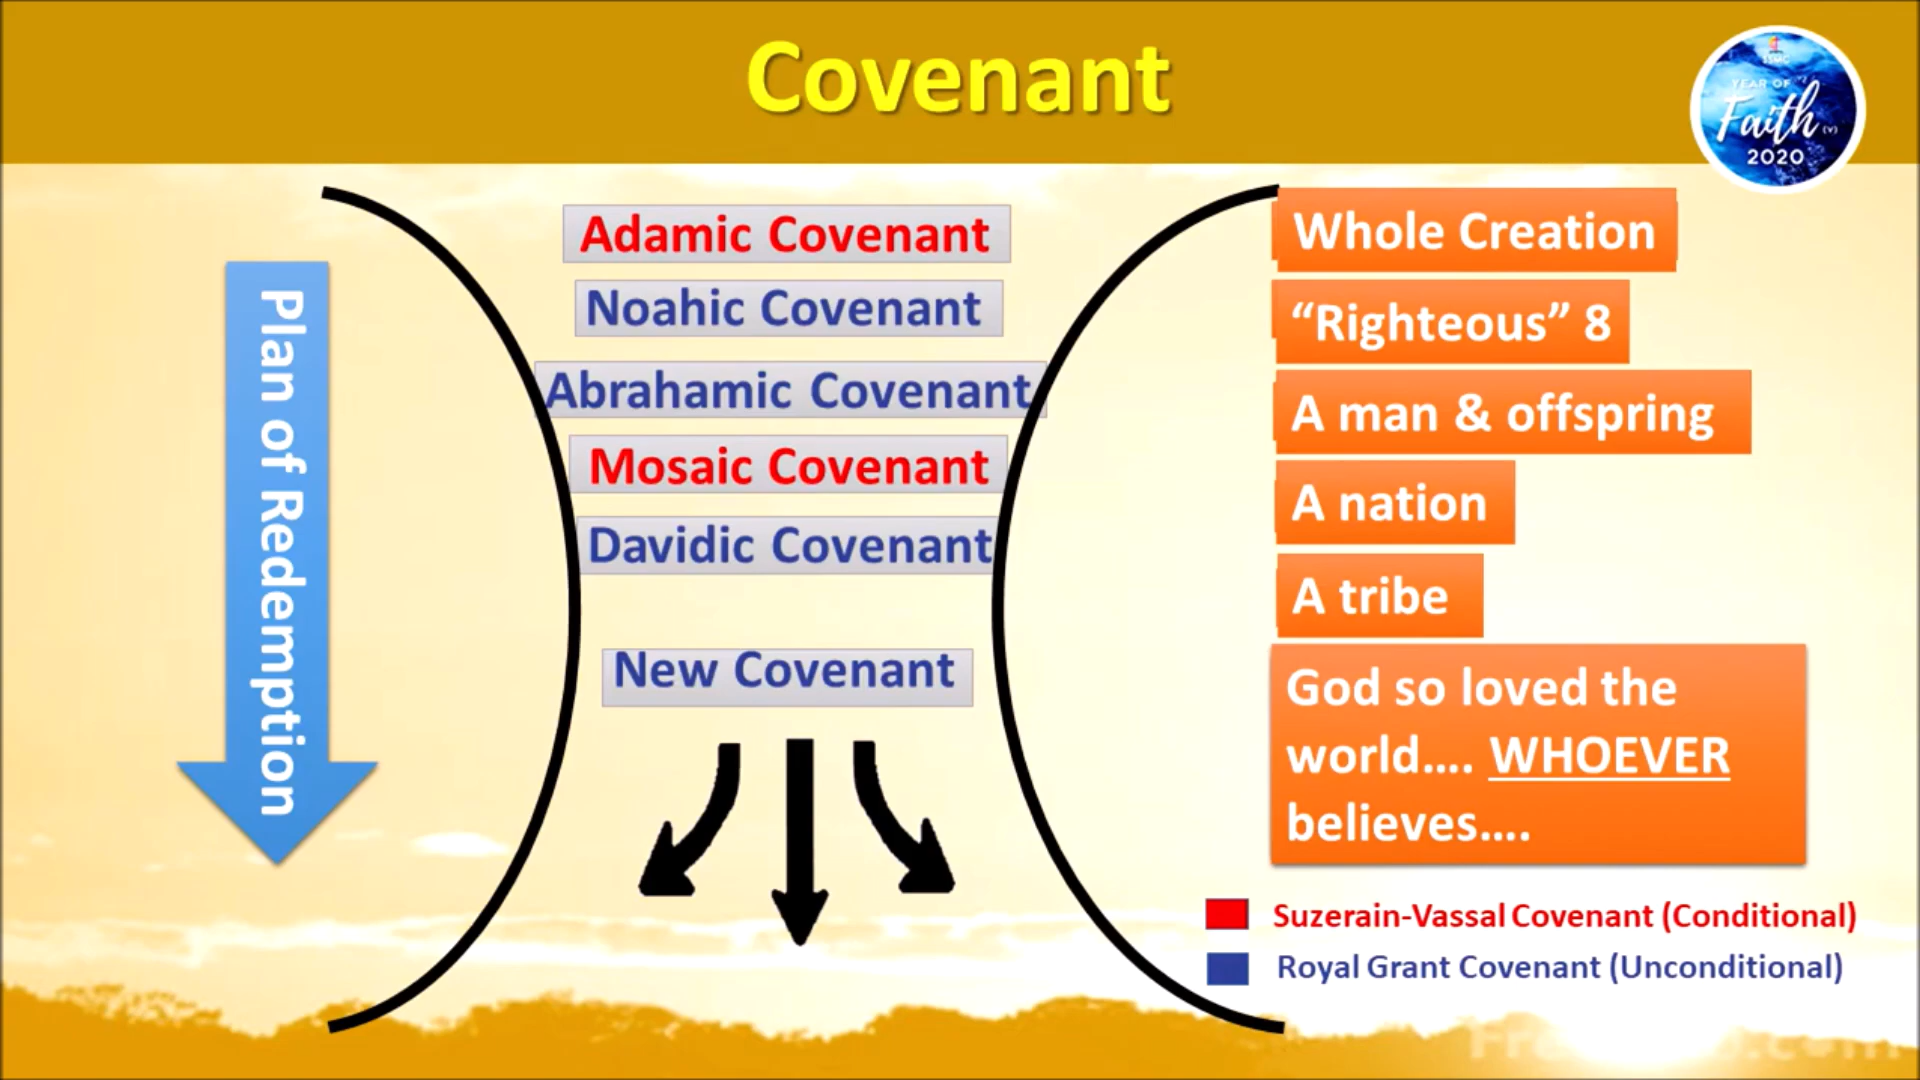 Covenant
SSMC
YEAR OF
Faith (V)
2020
Plan of Redemption
Adamic Covenant
Noahic Covenant
Abrahamic Covenant
Mosaic Covenant
Davidic Covenant
New Covenant
Whole Creation
“Righteous” 8
A man & offspring
A nation
A tribe
God so loved the
world.... WHOEVER
believes....
Suzerain-Vassal Covenant (Conditional)
Royal Grant Covenant (Unconditional)